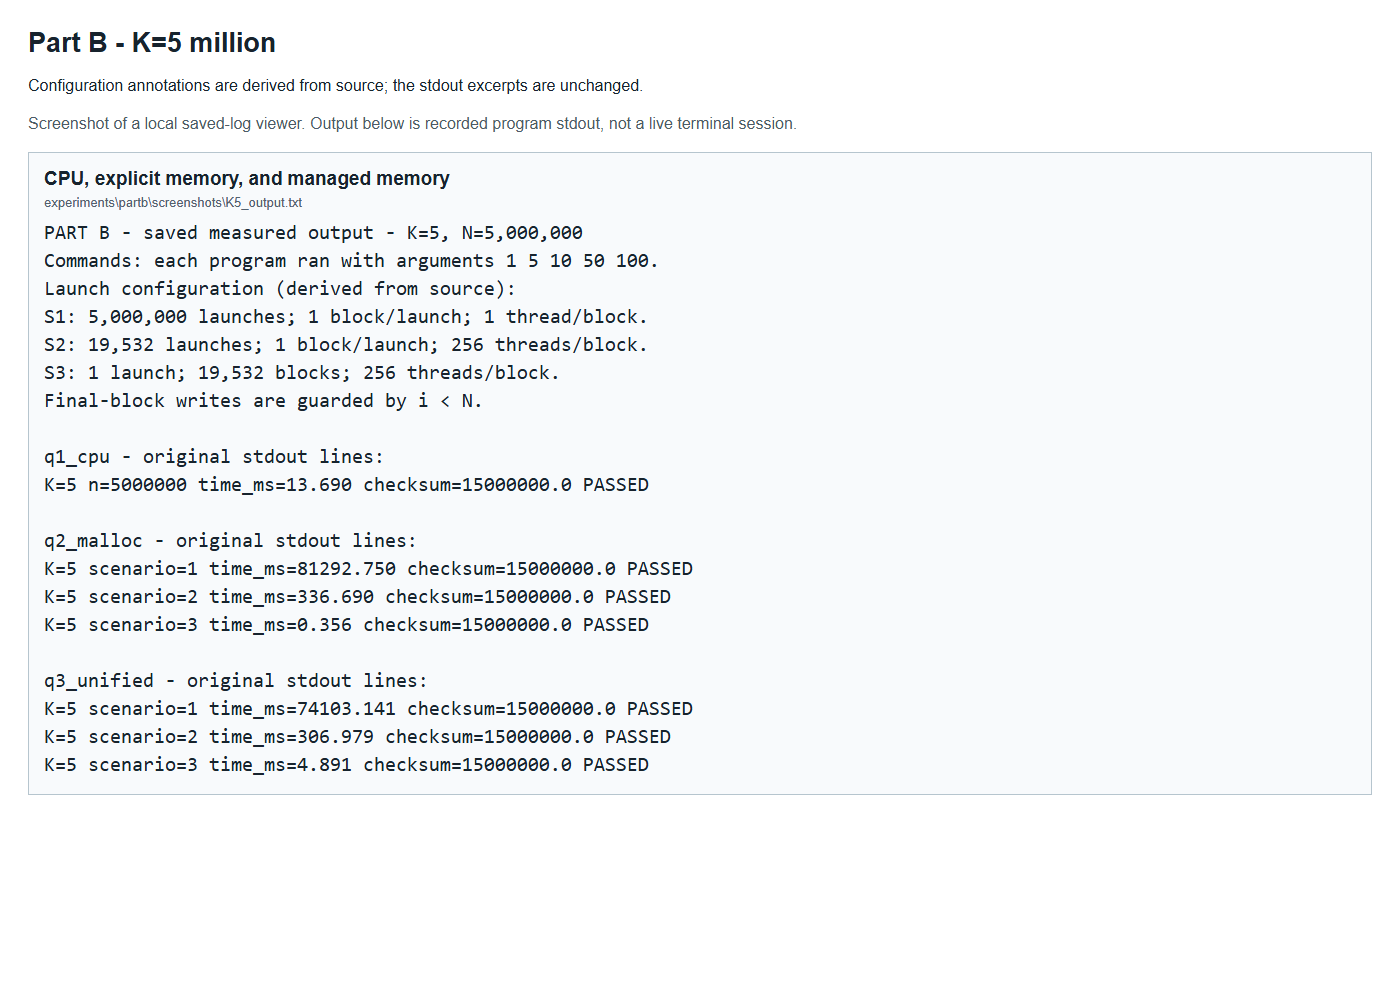 Part B - K=5 million
Configuration annotations are derived from source; the stdout excerpts are unchanged.
Screenshot of a local saved-log viewer. Output below is recorded program stdout, not a live terminal session.
CPU, explicit memory, and managed memory
experiments\partb\screenshots\K5_output.txt
PART B - saved measured output - K=5, N=5,000,000
Commands: each program ran with arguments 1 5 10 50 100.
Launch configuration (derived from source):
S1: 5,000,000 launches; 1 block/launch; 1 thread/block.
S2: 19,532 launches; 1 block/launch; 256 threads/block.
S3: 1 launch; 19,532 blocks; 256 threads/block.
Final-block writes are guarded by i < N.
q1_cpu - original stdout lines:
K=5 n=5000000 time_ms=13.690 checksum=15000000.0 PASSED
q2_malloc - original stdout lines:
K=5 scenario=1 time_ms=81292.750 checksum=15000000.0 PASSED
K=5 scenario=2 time_ms=336.690 checksum=15000000.0 PASSED
K=5 scenario=3 time_ms=0.356 checksum=15000000.0 PASSED
q3_unified - original stdout lines:
K=5 scenario=1 time_ms=74103.141 checksum=15000000.0 PASSED
K=5 scenario=2 time_ms=306.979 checksum=15000000.0 PASSED
K=5 scenario=3 time_ms=4.891 checksum=15000000.0 PASSED